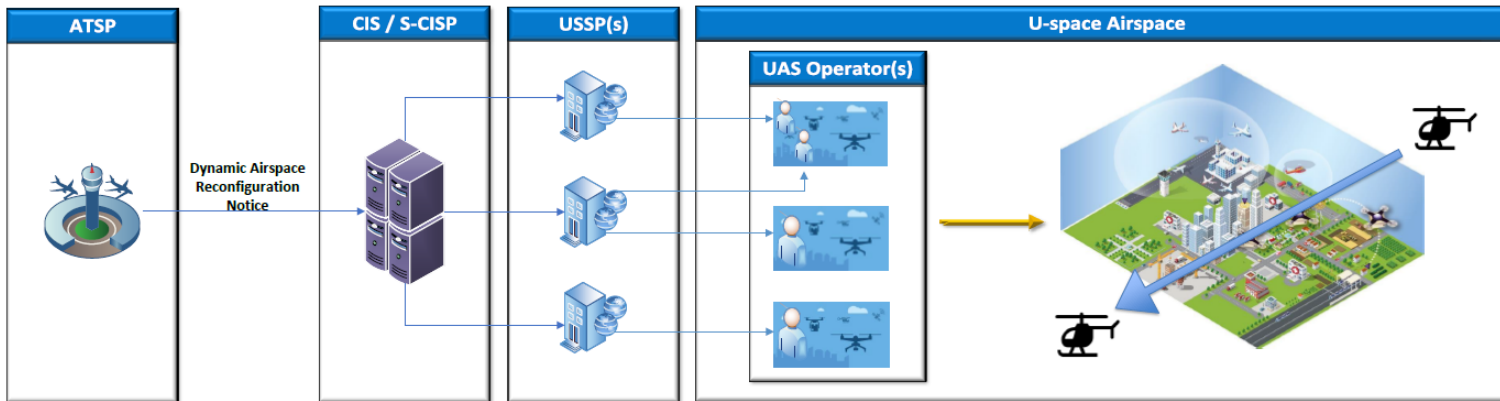 ATSP
CIS / S-CISP
USSP(s)
U-space Airspace
UAS Operator(s)
Dynamic Airspace
Reconfiguration
Notice